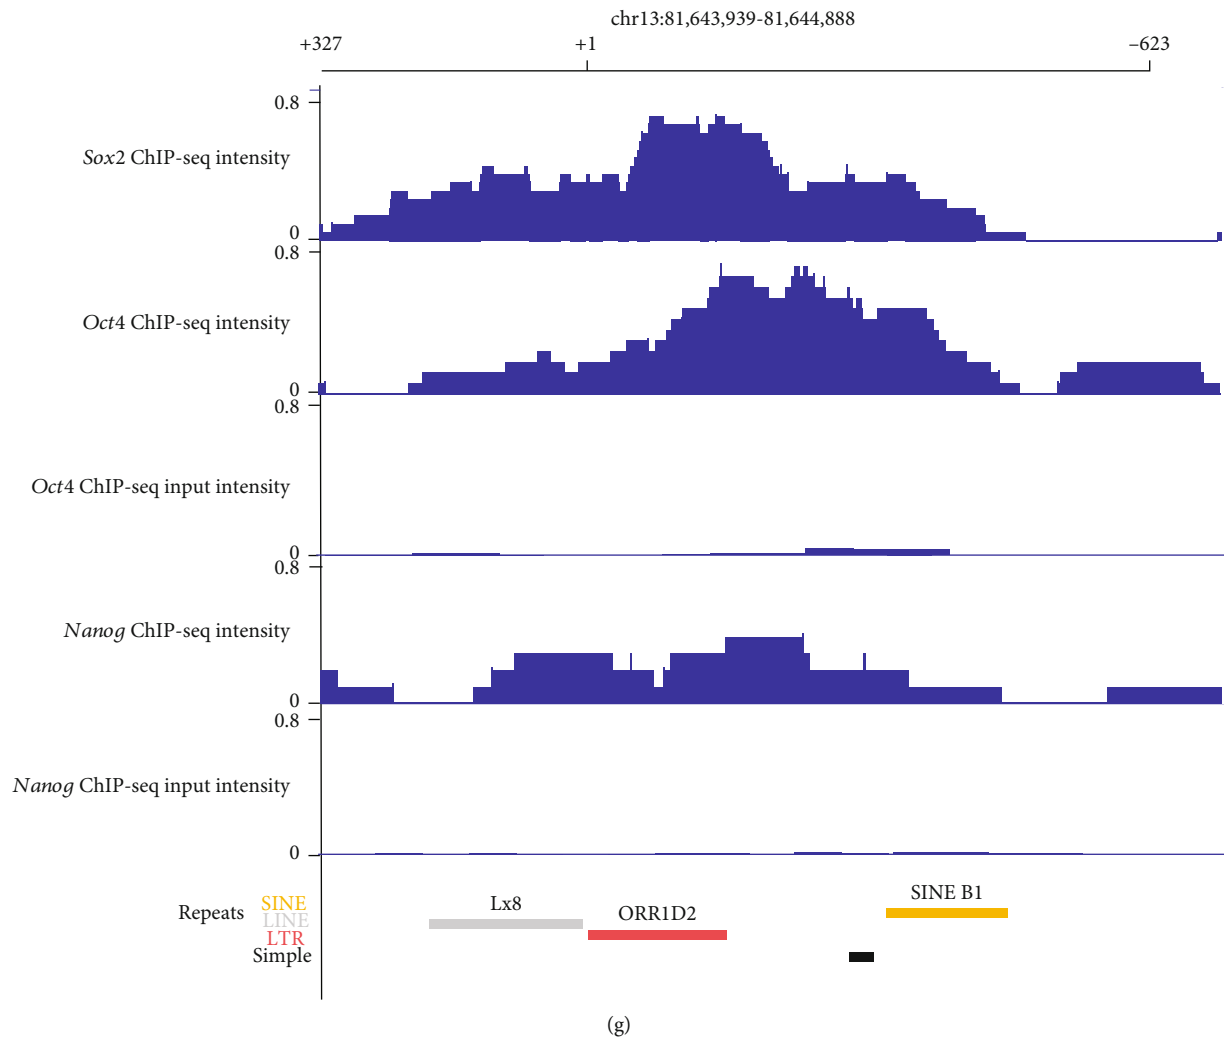 chr13:81,643,939-81,644,888
+327 +1 –623
0.8
Sox2 ChIP-seq intensity
0
0.8
Oct4 ChIP-seq intensity
0
0.8
Oct4 ChIP-seq input intensity
0
0.8
Nanog ChIP-seq intensity
0
0.8
Nanog ChIP-seq input intensity
0
Repeats
SINE
LINE
LTR
Simple
Lx8
ORR1D2
SINE B1
(g)